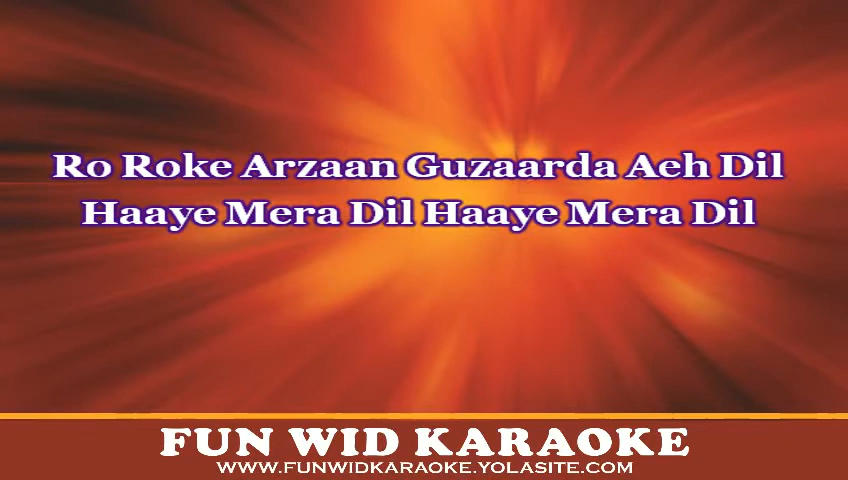 Ro Roke Arzaan Guzaarda Aeh Dil
Haaye Mera Dil Haaye Mera Dil
FUN WID KARAOKE
WWW.FUNWIDKARAOKE.YOLASITE.COM